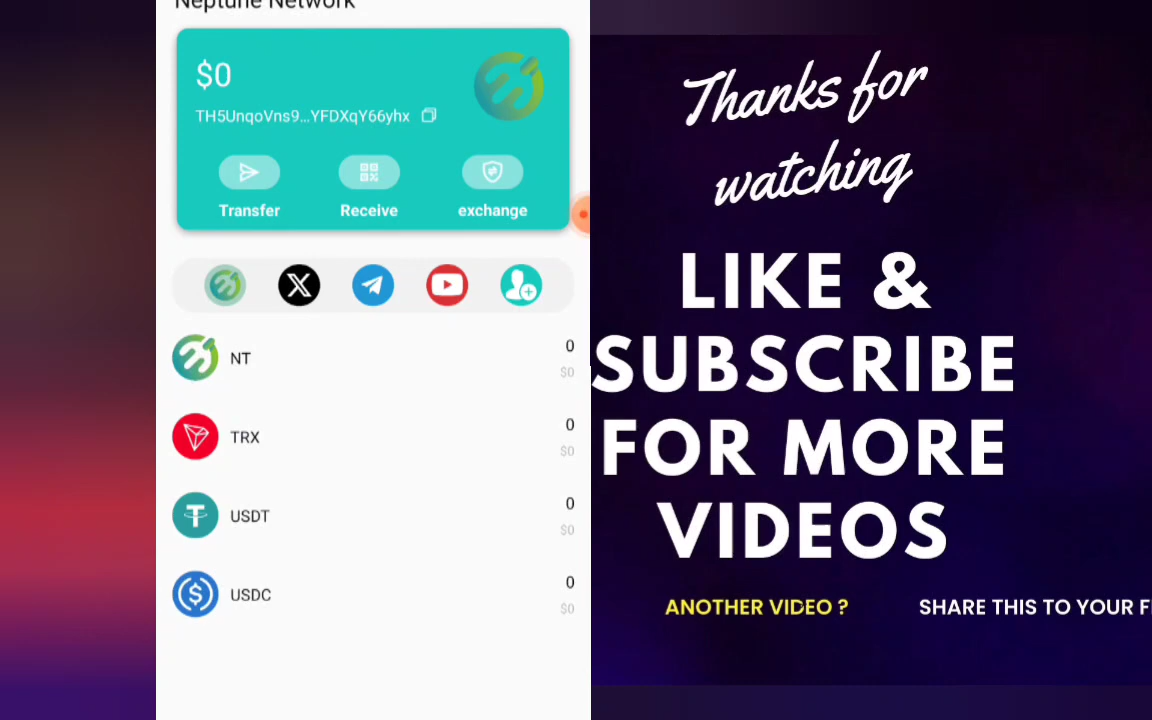 Neptune Network
$0
TH5UnqoVns9...YFDXqY66yhx
Transfer
Receive
exchange
NT
0
$0
TRX
0
$0
USDT
0
$0
USDC
0
$0
Thanks for
watching
LIKE &
SUBSCRIBE
FOR MORE
VIDEOS
ANOTHER VIDEO ?
SHARE THIS TO YOUR F